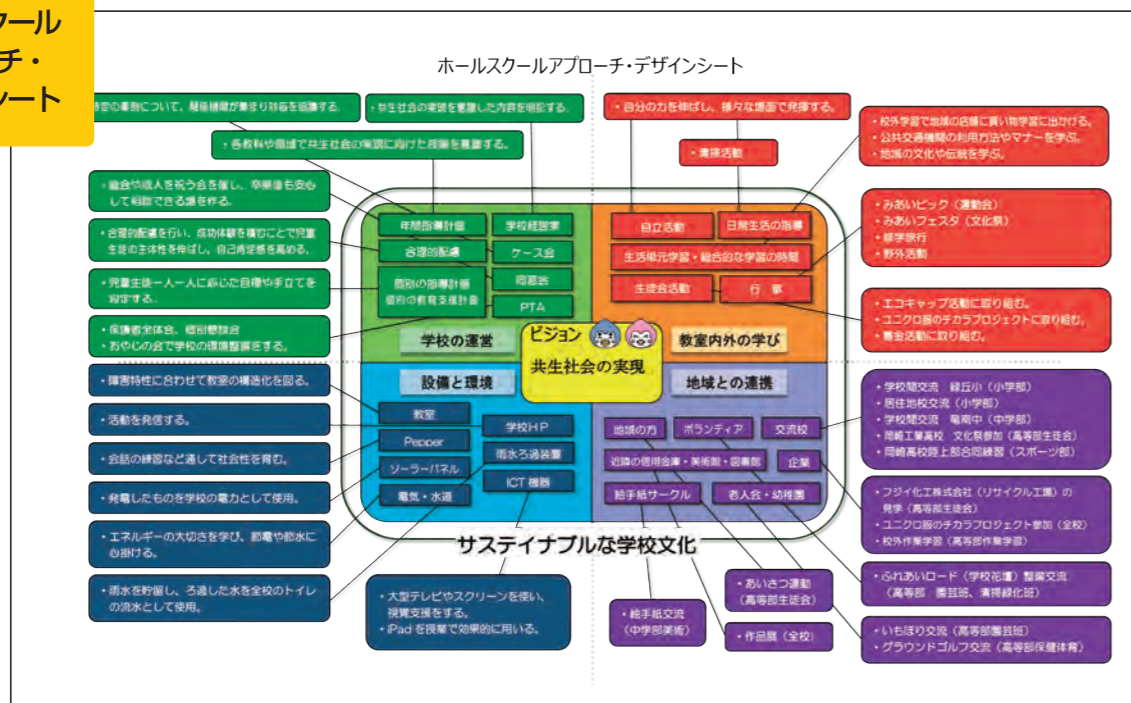 クール
チ・
ート
ホールスクールアプローチ・デザインシート
の事例について、関係機関が集まり対応を協議する。
・共生社会の実現を意識した内容を明記する。
・各教科や領域で共生社会の実現に向けた授業を意識する。
・総会や成人を祝う会を催し、卒業後も安心
して相談できる場を作る。
・合理的配慮を行い、成功体験を積むことで児童
生徒の主体性を伸ばし、自己肯定感を高める。
・児童生徒一人一人に応じた目標や手立てを
設定する。
・保護者全体会、個別懇談会
・おやじの会で学校の環境整備をする。
年間指導計画
学校経営案
合理的配慮
ケース会
個別の指導計画
個別の教育支援計画
同窓会
PTA
学校の運営
・自分の力を伸ばし、様々な場面で発揮する。
・清掃活動
・校外学習で地域の店舗に買い物学習に出かける。
・公共交通機関の利用方法やマナーを学ぶ。
・地域の文化や伝統を学ぶ。
・みあいピック（運動会）
・みあいフェスタ（文化祭）
・修学旅行
・野外活動
・エコキャップ活動に取り組む。
・ユニクロ服のチカラプロジェクトに取り組む。
・募金活動に取り組む。
自立活動
日常生活の指導
生活単元学習・総合的な学習の時間
生徒会活動
行 事
教室内外の学び
ビジョン
共生社会の実現
設備と環境
地域との連携
・障害特性に合わせて教室の構造化を図る。
・活動を発信する。
・会話の練習など通して社会性を育む。
・発電したものを学校の電力として使用。
・エネルギーの大切さを学び、節電や節水に
心掛ける。
・雨水を貯留し、ろ過した水を全校のトイレ
の流水として使用。
教室
学校HP
Pepper
雨水ろ過装置
ソーラーパネル
ICT 機器
電気・水道
・大型テレビやスクリーンを使い、
視覚支援をする。
・iPad を授業で効果的に用いる。
地域の方
ボランティア
交流校
近隣の信用金庫・美術館・図書館
企業
絵手紙サークル
老人会・幼稚園
サステイナブルな学校文化
・学校間交流 緑丘小（小学部）
・居住地校交流（小学部）
・学校間交流 竜南中（中学部）
・岡崎工業高校 文化祭参加（高等部生徒会）
・岡崎高校陸上部合同練習（スポーツ部）
・フジイ化工株式会社（リサイクル工場）の
見学（高等部生徒会）
・ユニクロ服のチカラプロジェクト参加（全校）
・校外作業学習（高等部作業学習）
・ふれあいロード（学校花壇）整備交流
（高等部 園芸班、清掃緑化班）
・いもほり交流（高等部園芸班）
・グラウンドゴルフ交流（高等部保健体育）
・あいさつ運動
（高等部生徒会）
・絵手紙交流
（中学部美術）
・作品展（全校）